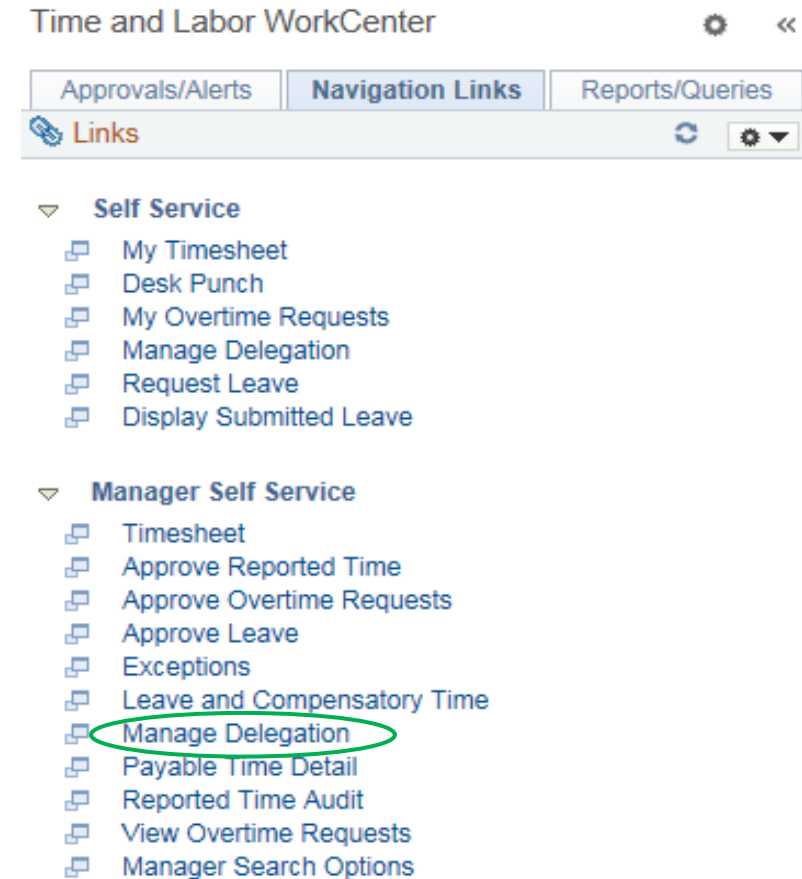 Time and Labor WorkCenter
Approvals/Alerts Navigation Links Reports/Queries
Links
Self Service
My Timesheet
Desk Punch
My Overtime Requests
Manage Delegation
Request Leave
Display Submitted Leave
Manager Self Service
Timesheet
Approve Reported Time
Approve Overtime Requests
Approve Leave
Exceptions
Leave and Compensatory Time
Manage Delegation
Payable Time Detail
Reported Time Audit
View Overtime Requests
Manager Search Options